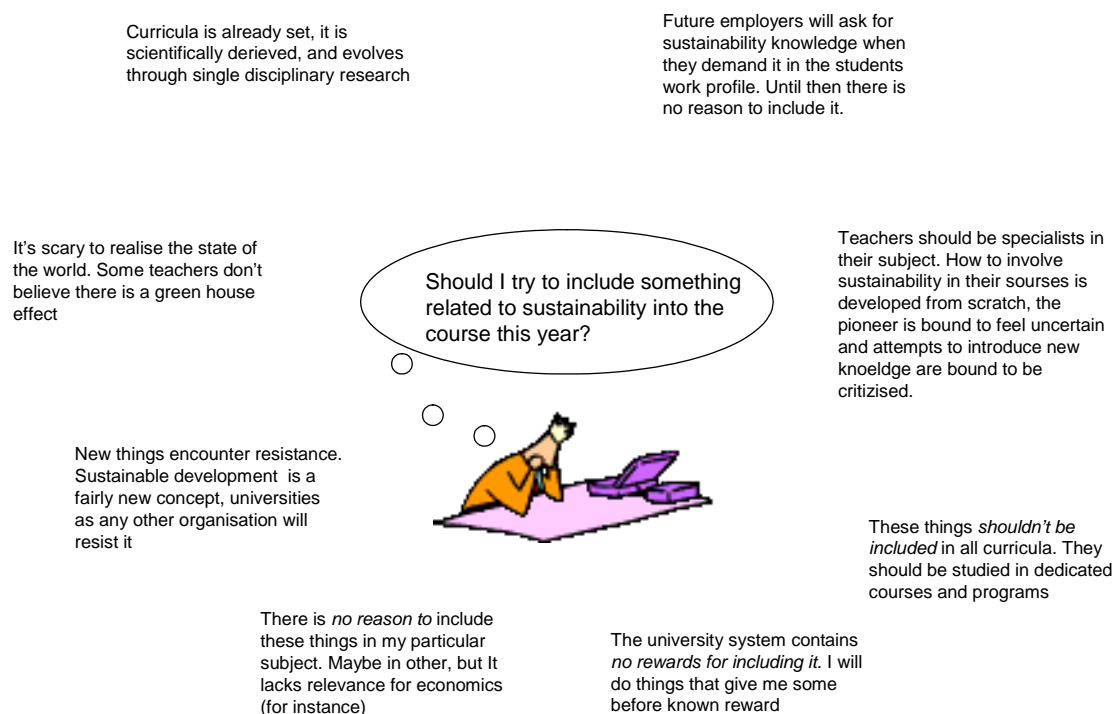 Curricula is already set, it is
scientifically derieved, and evolves
through single disciplinary research
Future employers will ask for
sustainability knowledge when
they demand it in the students
work profile. Until then there is
no reason to include it.
It's scary to realise the state of
the world. Some teachers don't
believe there is a green house
effect
Should I try to include something
related to sustainability into the
course this year?
Teachers should be specialists in
their subject. How to involve
sustainability in their sourses is
developed from scratch, the
pioneer is bound to feel uncertain
and attempts to introduce new
knoeldge are bound to be
critizised.
New things encounter resistance.
Sustainable development is a
fairly new concept, universities
as any other organisation will
resist it
These things shouldn't be
included in all curricula. They
should be studied in dedicated
courses and programs
There is no reason to include
these things in my particular
subject. Maybe in other, but It
lacks relevance for economics
(for instance)
The university system contains
no rewards for including it. I will
do things that give me some
before known reward